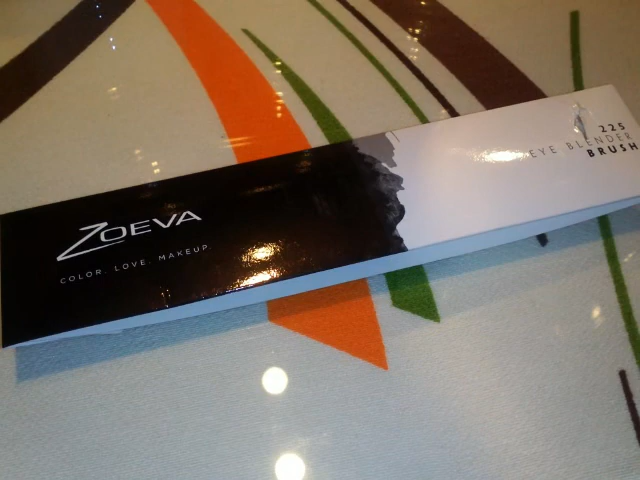 ZOEVA
COLOR. LOVE. MAKEUP.
225
EYE BLENDER
BRUSH